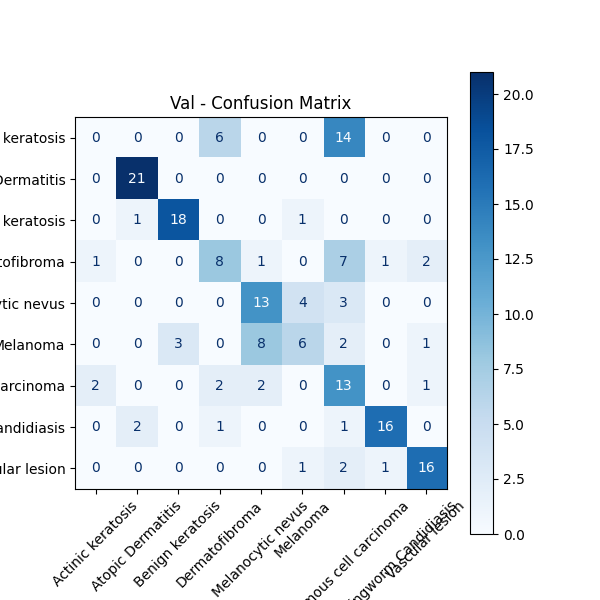 Val - Confusion Matrix
keratosis 0 0 0 6 0 0 14 0 0
Dermatitis 0 21 0 0 0 0 0 0 0
keratosis 0 1 18 0 0 1 0 0 0
tofibroma 1 0 0 8 1 0 7 1 2
ytic nevus 0 0 0 0 13 4 3 0 0
Melanoma 0 0 3 0 8 6 2 0 1
arcinoma 2 0 0 2 2 0 13 0 1
andidiasis 0 2 0 1 0 0 1 16 0
ular lesion 0 0 0 0 0 1 2 1 16
Actinic keratosis
Atopic Dermatitis
Benign keratosis
Dermatofibroma
Melanocytic nevus
Melanoma
mous cell carcinoma
ngworm Candidiasis
Vascular lesion
20.0
17.5
15.0
12.5
10.0
7.5
5.0
2.5
0.0